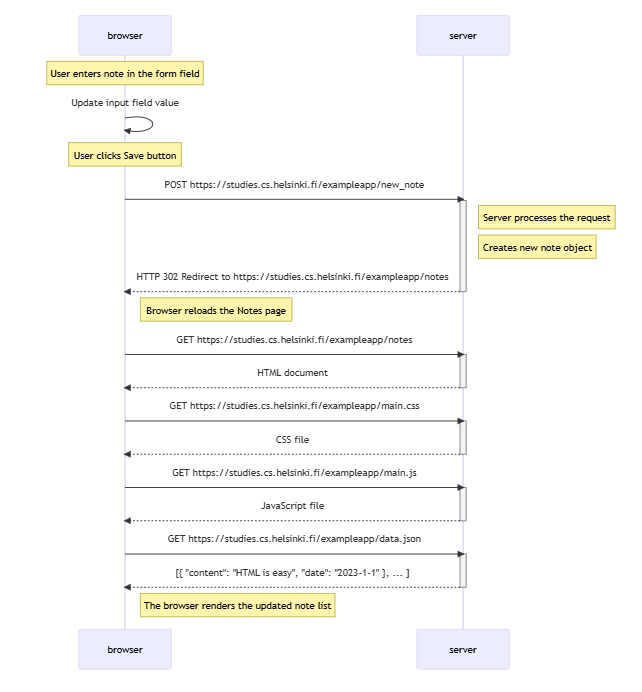 browser
server
User enters note in the form field
Update input field value
User clicks Save button
POST https://studies.cs.helsinki.fi/exampleapp/new_note
Server processes the request
Creates new note object
HTTP 302 Redirect to https://studies.cs.helsinki.fi/exampleapp/notes
Browser reloads the Notes page
GET https://studies.cs.helsinki.fi/exampleapp/notes
HTML document
GET https://studies.cs.helsinki.fi/exampleapp/main.css
CSS file
GET https://studies.cs.helsinki.fi/exampleapp/main.js
JavaScript file
GET https://studies.cs.helsinki.fi/exampleapp/data.json
[{ "content": "HTML is easy", "date": "2023-1-1" }, ... ]
The browser renders the updated note list
browser
server